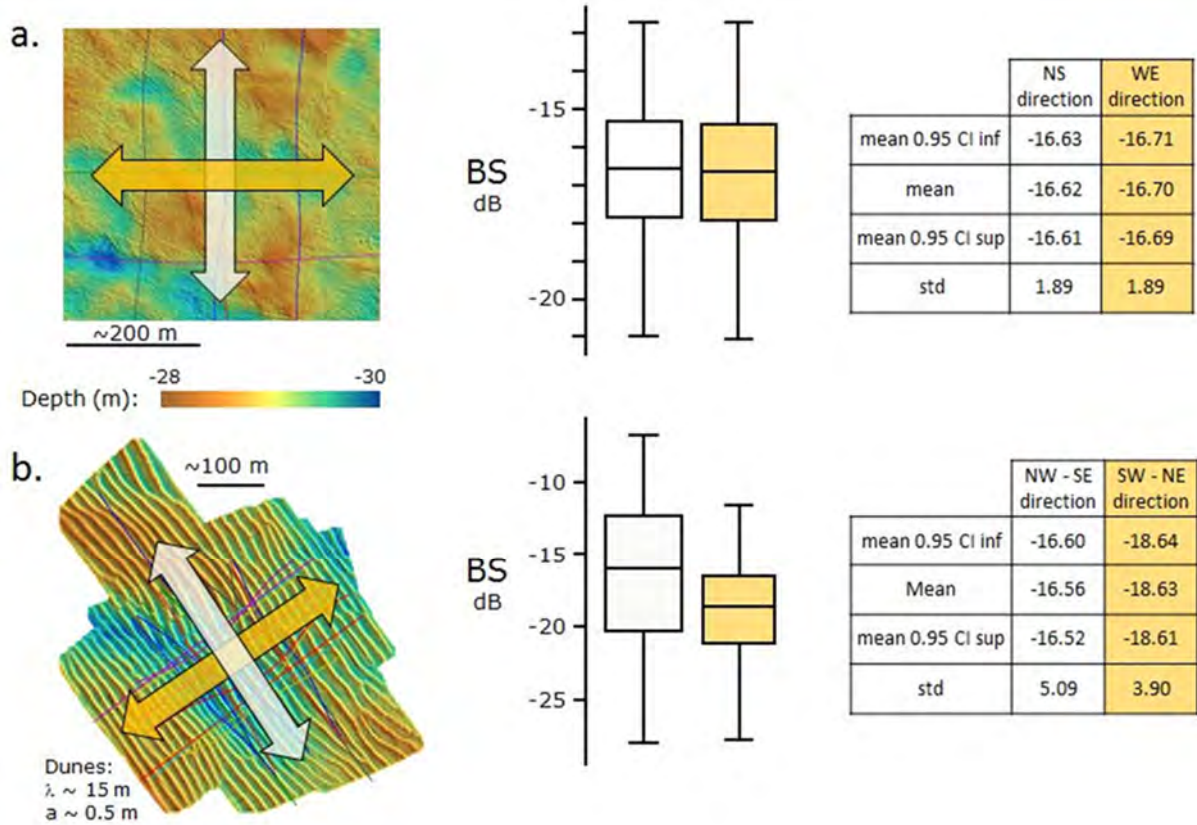 a.
~200 m
-28
-30
Depth (m):
BS
dB
-15
-20
NS
direction
WE
direction
mean 0.95 CI inf
-16.63
-16.71
mean
-16.62
-16.70
mean 0.95 CI sup
-16.61
-16.69
std
1.89
1.89
b.
~100 m
Dunes:
λ ~ 15 m
a ~ 0.5 m
BS
dB
-10
-15
-20
-25
NW - SE
direction
SW - NE
direction
mean 0.95 CI inf
-16.60
-18.64
Mean
-16.56
-18.63
mean 0.95 CI sup
-16.52
-18.61
std
5.09
3.90